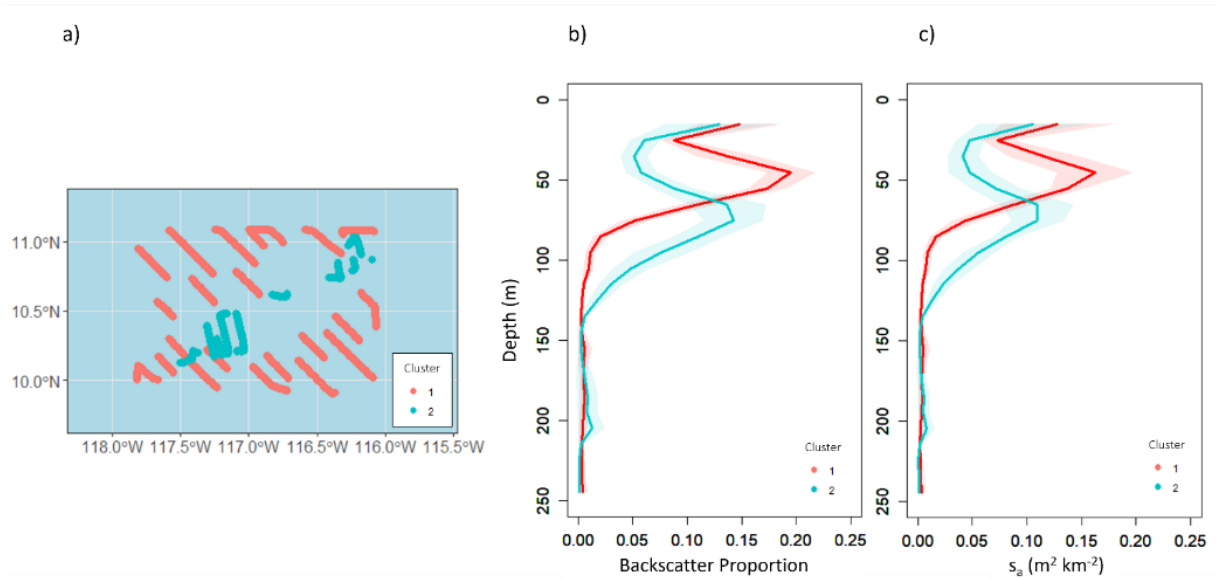 a)
b)
c)
11.0°N
10.5°N
10.0°N
118.0°W 117.5°W 117.0°W 116.5°W 116.0°W 115.5°W
Cluster
1
2
Depth (m)
0
50
100
150
200
250
Cluster
1
2
0.00 0.05 0.10 0.15 0.20 0.25
Backscatter Proportion
0
50
100
150
200
250
Cluster
1
2
0.00 0.05 0.10 0.15 0.20 0.25
sₐ (m² km⁻²)